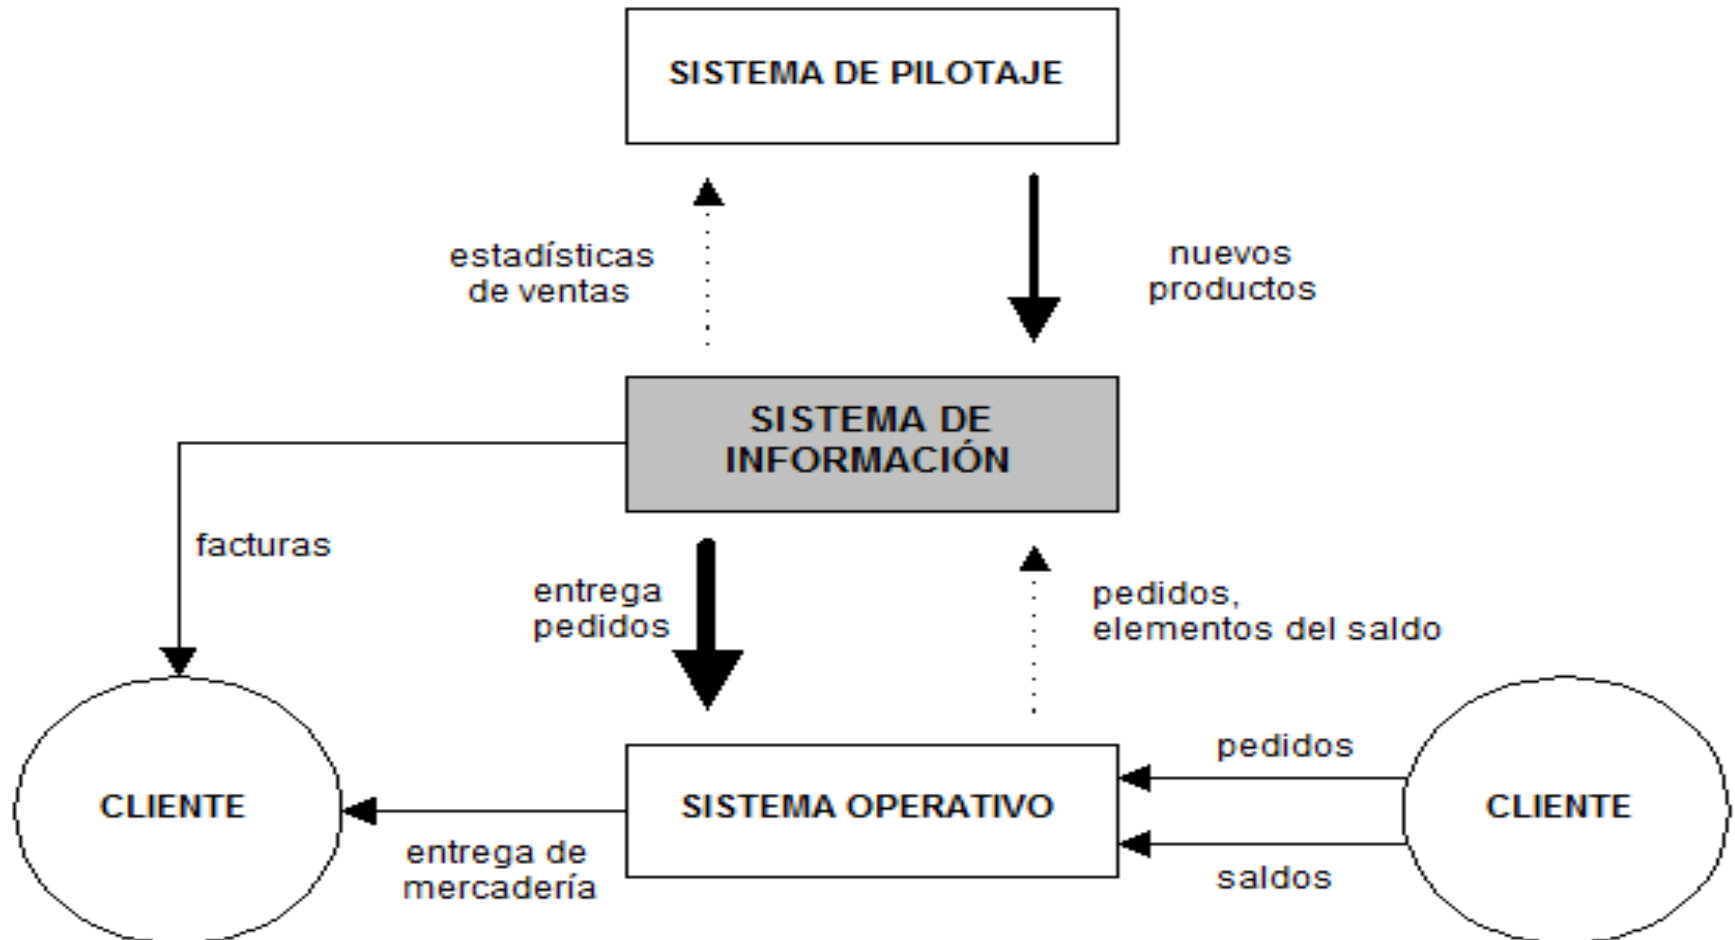 SISTEMA DE PILOTAJE
estadísticas
de ventas
nuevos
productos
SISTEMA DE
INFORMACIÓN
facturas
entrega
pedidos
pedidos,
elementos del saldo
CLIENTE
entrega de
mercadería
SISTEMA OPERATIVO
pedidos
saldos
CLIENTE